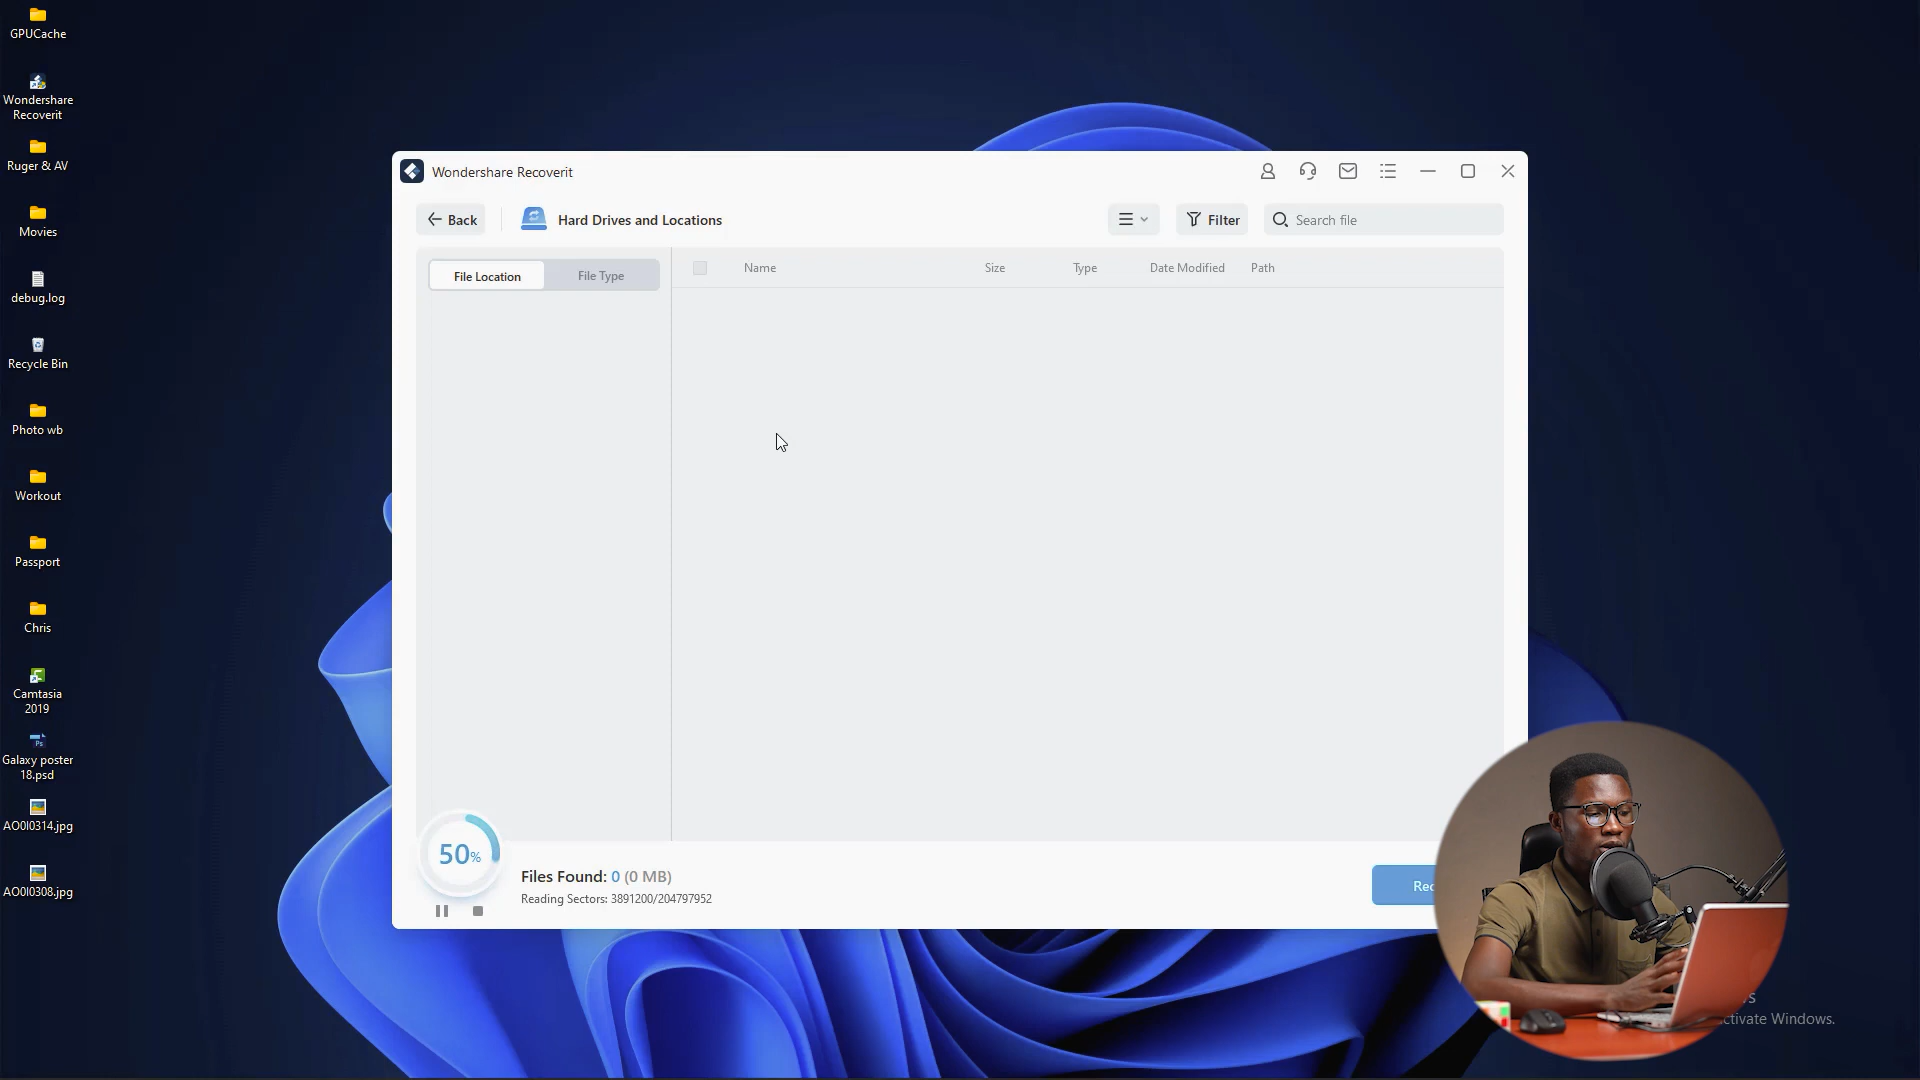 GPUCache
Wondershare
Recoverit
Ruger & AV
Movies
debug.log
Recycle Bin
Photo wb
Workout
Passport
Chris
Camtasia
2019
Ps
Galaxy poster
18.psd
AO0I0314.jpg
AO0I0308.jpg
Wondershare Recoverit
Back
Hard Drives and Locations
Filter
Search file
File Location
File Type
Name
Size
Type
Date Modified
Path
50%
Files Found: 0 (0 MB)
Reading Sectors: 3891200/204797952
Rec
ctivate Windows.